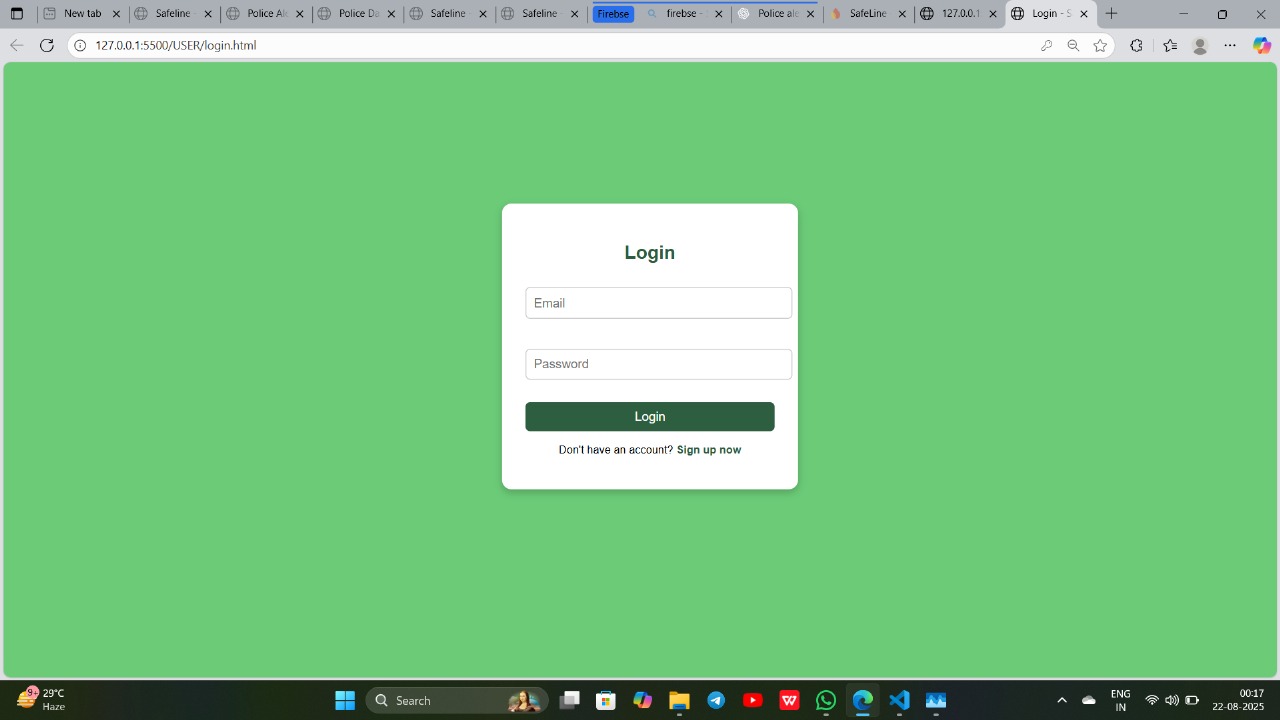 New tab
Safeline
Police Al
Police Da
Safeline
Safeline -
Firebse
firebse -
Police ale
SafeLine
127.0.0.1
127.0.0.1:5500/USER/login.html
Login
Email
Password
Login
Don't have an account? Sign up now
9+
29°C
Haze
Search
ENG
IN
00:17
22-08-2025